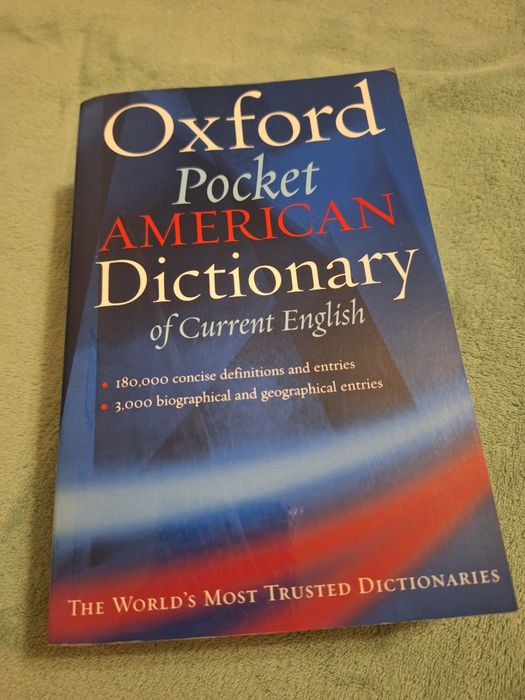 Oxford
Pocket
AMERICAN
Dictionary
of Current English
• 180,000 concise definitions and entries
• 3,000 biographical and geographical entries
THE WORLD'S MOST TRUSTED DICTIONARIES